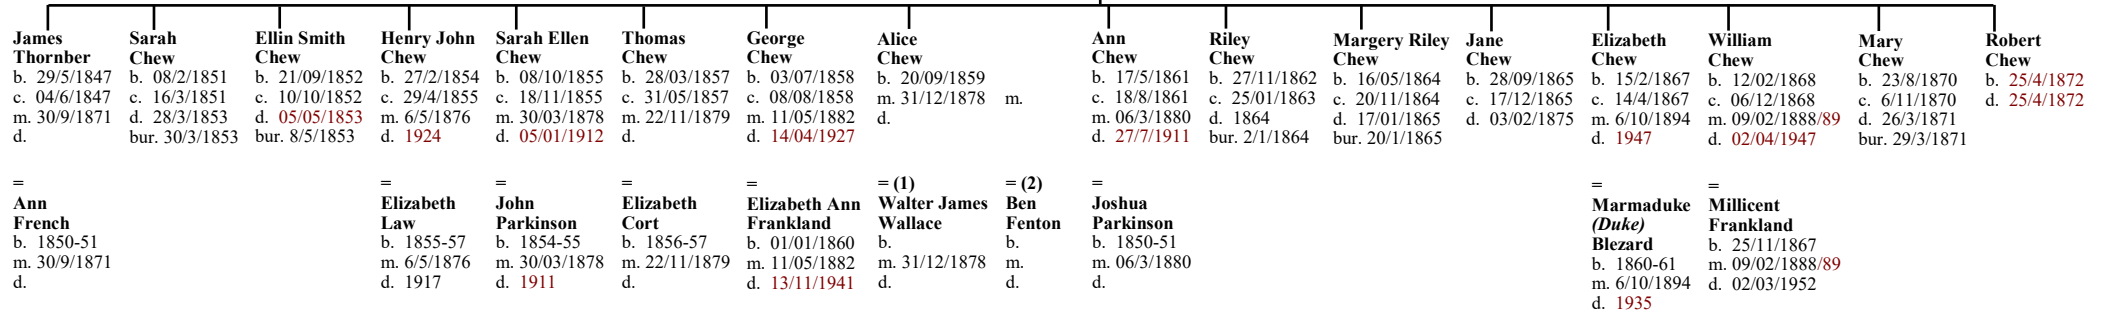 James
Thornber
b. 29/5/1847
c. 04/6/1847
m. 30/9/1871
d.
=
Ann
French
b. 1850-51
m. 30/9/1871
d.
Sarah
Chew
b. 08/2/1851
c. 16/3/1851
d. 28/3/1853
bur. 30/3/1853
Ellin Smith
Chew
b. 21/09/1852
c. 10/10/1852
d. 05/05/1853
bur. 8/5/1853
Henry John
Chew
b. 27/2/1854
c. 29/4/1855
m. 6/5/1876
d. 1924
=
Elizabeth
Law
b. 1855-57
m. 6/5/1876
d. 1917
Sarah Ellen
Chew
b. 08/10/1855
c. 18/11/1855
m. 30/03/1878
d. 05/01/1912
=
John
Parkinson
b. 1854-55
m. 30/03/1878
d. 1911
Thomas
Chew
b. 28/03/1857
c. 31/05/1857
m. 22/11/1879
d.
=
Elizabeth
Cort
b. 1856-57
m. 22/11/1879
d.
George
Chew
b. 03/07/1858
c. 08/08/1858
m. 11/05/1882
d. 14/04/1927
=
Elizabeth Ann
Frankland
b. 01/01/1860
m. 11/05/1882
d. 13/11/1941
Alice
Chew
b. 20/09/1859
m. 31/12/1878 m.
d.
= (1)
Walter James
Wallace
b.
m. 31/12/1878
d.
= (2)
Ben
Fenton
b.
m.
d.
Ann
Chew
b. 17/5/1861
c. 18/8/1861
m. 06/3/1880
d. 27/7/1911
=
Joshua
Parkinson
b. 1850-51
m. 06/3/1880
d.
Riley
Chew
b. 27/11/1862
c. 25/01/1863
d. 1864
bur. 2/1/1864
Margery Riley
Chew
b. 16/05/1864
c. 20/11/1864
d. 17/01/1865
bur. 20/1/1865
Jane
Chew
b. 28/09/1865
c. 17/12/1865
d. 03/02/1875
Elizabeth
Chew
b. 15/2/1867
c. 14/4/1867
m. 6/10/1894
d. 1947
=
Marmaduke
(Duke)
Blezard
b. 1860-61
m. 6/10/1894
d. 1935
William
Chew
b. 12/02/1868
c. 06/12/1868
m. 09/02/1888/89
d. 02/04/1947
=
Millicent
Frankland
b. 25/11/1867
m. 09/02/1888/89
d. 02/03/1952
Mary
Chew
b. 23/8/1870
c. 6/11/1870
d. 26/3/1871
bur. 29/3/1871
Robert
Chew
b. 25/4/1872
d. 25/4/1872